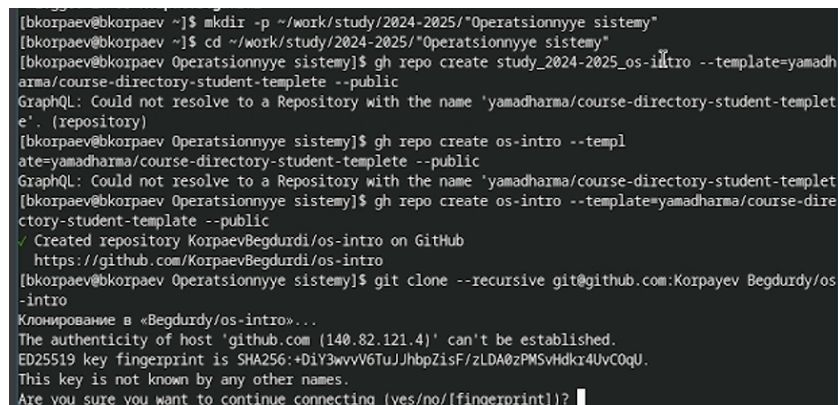 [bkorpaev@bkorpaev ~]$ mkdir -p ~/work/study/2024-2025/"Operatsionnyye sistemy"
[bkorpaev@bkorpaev ~]$ cd ~/work/study/2024-2025/"Operatsionnyye sistemy"
[bkorpaev@bkorpaev Operatsionnyye sistemy]$ gh repo create study_2024-2025_os-intro --template=yamadh
arma/course-directory-student-templete --public
GraphQL: Could not resolve to a Repository with the name 'yamadharma/course-directory-student-templet
e'. (repository)
[bkorpaev@bkorpaev Operatsionnyye sistemy]$ gh repo create os-intro --templ
ate=yamadharma/course-directory-student-templete --public
GraphQL: Could not resolve to a Repository with the name 'yamadharma/course-directory-student-templet
[bkorpaev@bkorpaev Operatsionnyye sistemy]$ gh repo create os-intro --template=yamadharma/course-dire
ctory-student-template --public
✓ Created repository KorpaevBegdurdi/os-intro on GitHub
https://github.com/KorpaevBegdurdi/os-intro
[bkorpaev@bkorpaev Operatsionnyye sistemy]$ git clone --recursive git@github.com:Korpayev Begdurdy/os
-intro
Клонирование в «Begdurdy/os-intro»...
The authenticity of host 'github.com (140.82.121.4)' can't be established.
ED25519 key fingerprint is SHA256:+DiY3wvvV6TuJJhbpZisF/zLDA0zPMSvHdkr4UvCOqU.
This key is not known by any other names.
Are you sure you want to continue connecting (yes/no/[fingerprint])?